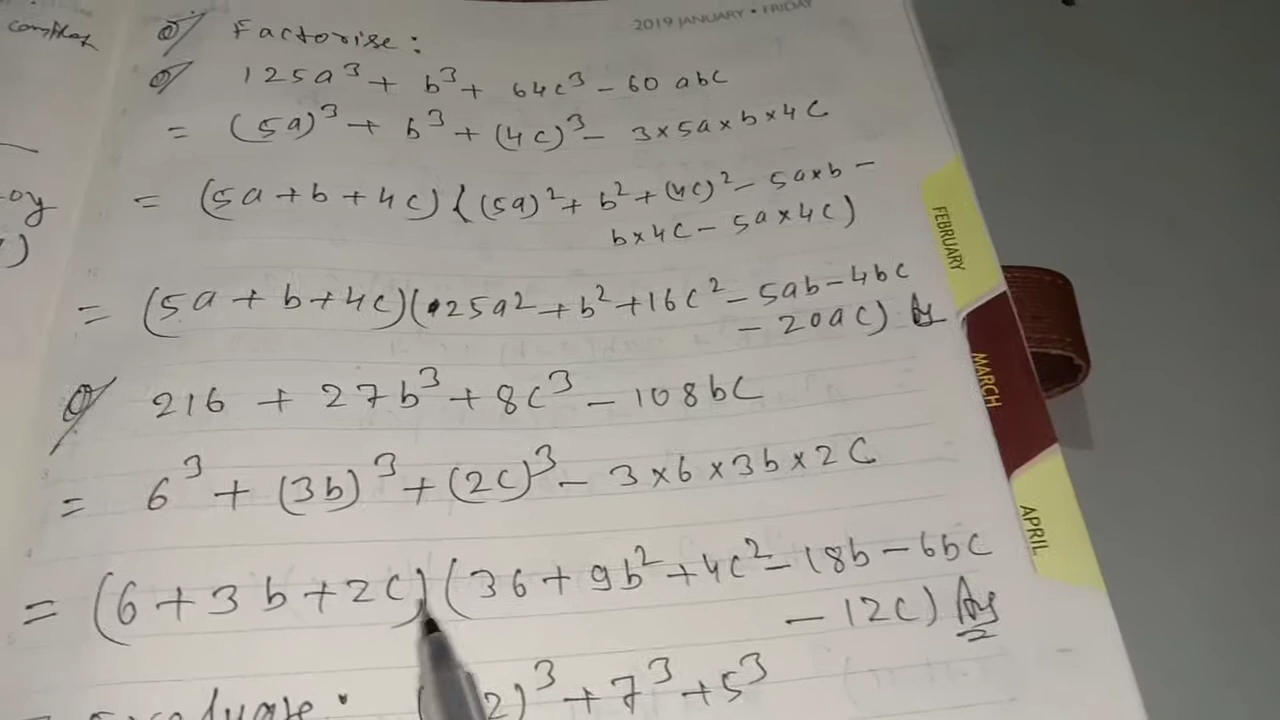 2019 JANUARY • FRIDAY
Q/ Factorise:
Q/ 125a³ + b³ + 64c³ - 60 abc
= (5a)³ + b³ + (4c)³ - 3×5a×b×4c
= (5a+b+4c) {(5a)² + b² + (4c)² - 5a×b -
b×4c - 5a×4c)
= (5a+b+4c)(25a² + b² + 16c² - 5ab - 4bc
- 20ac)
Q/ 216 + 27b³ + 8c³ - 108bc
= 6³ + (3b)³ + (2c)³ - 3×6×3b×2c
= (6+3b+2c)(36+9b²+4c²-18b-6bc
- 12c) Ans
2)³ + 7³ + 5³
FEBRUARY
MARCH
APRIL